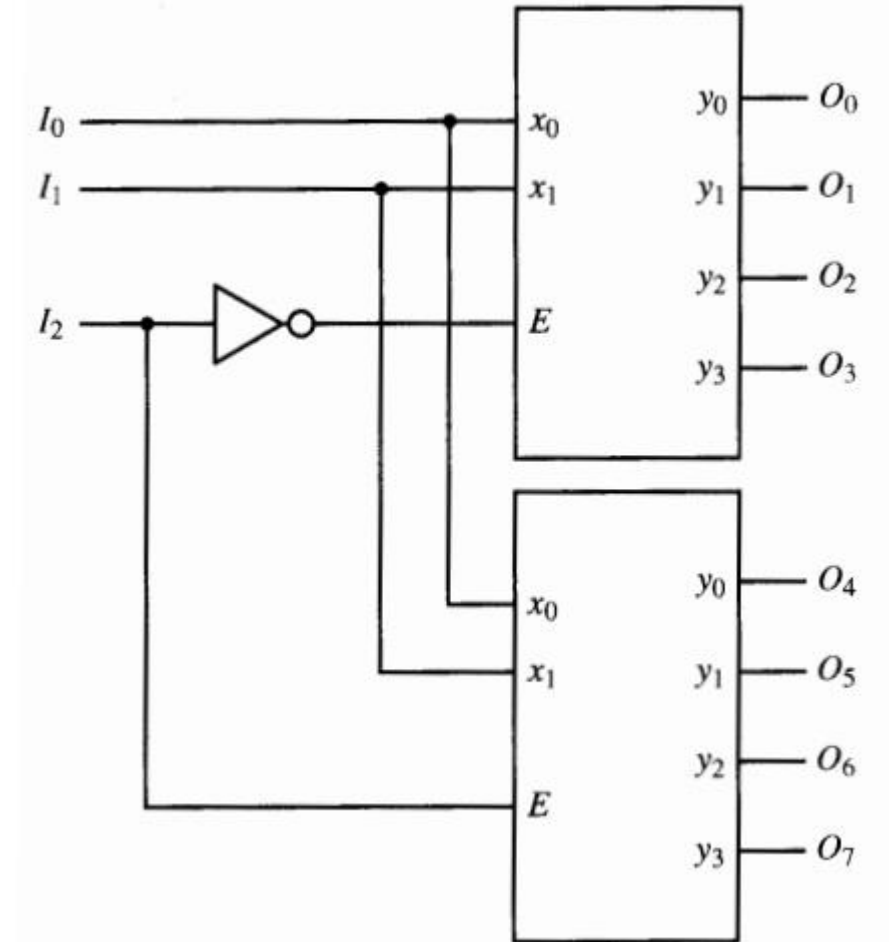 y₀ O₀
I₀ x₀
I₁ x₁ y₁ O₁
y₂ O₂
I₂ E
y₃ O₃
y₀ O₄
x₀
x₁ y₁ O₅
y₂ O₆
E
y₃ O₇